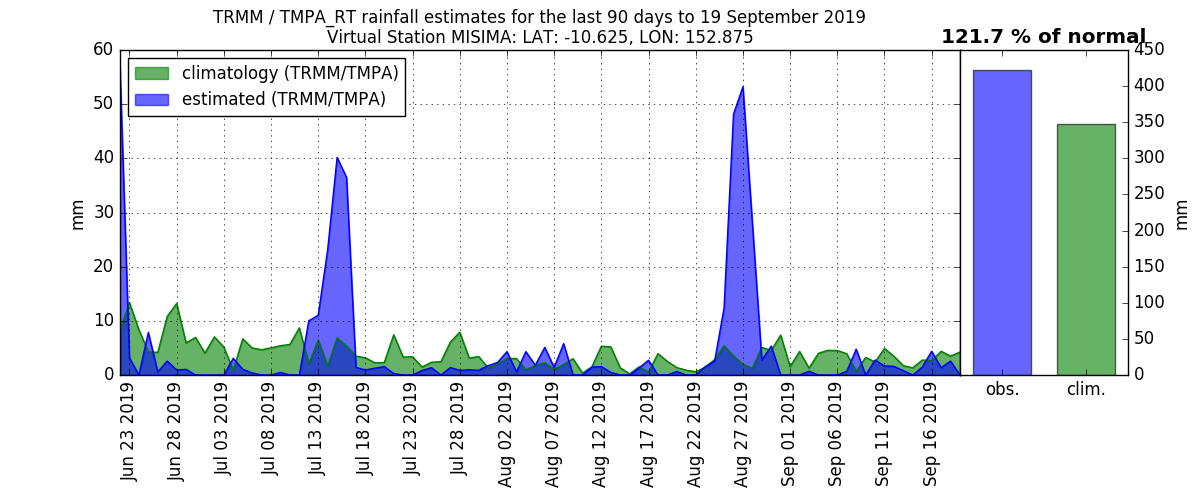 TRMM / TMPA_RT rainfall estimates for the last 90 days to 19 September 2019
Virtual Station MISIMA: LAT: -10.625, LON: 152.875
121.7 % of normal
climatology (TRMM/TMPA)
estimated (TRMM/TMPA)
60
50
40
30
20
10
0
mm
Jun 23 2019
Jun 28 2019
Jul 03 2019
Jul 08 2019
Jul 13 2019
Jul 18 2019
Jul 23 2019
Jul 28 2019
Aug 02 2019
Aug 07 2019
Aug 12 2019
Aug 17 2019
Aug 22 2019
Aug 27 2019
Sep 01 2019
Sep 06 2019
Sep 11 2019
Sep 16 2019
obs.
clim.
450
400
350
300
250
200
150
100
50
0
mm